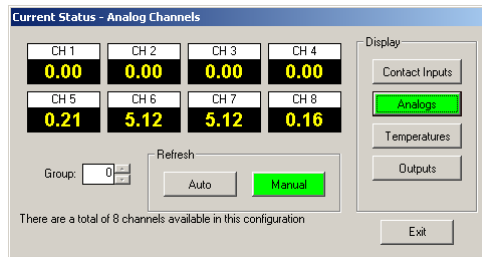 Current Status - Analog Channels
CH 1 CH 2 CH 3 CH 4
0.00 0.00 0.00 0.00
CH 5 CH 6 CH 7 CH 8
0.21 5.12 5.12 0.16
Group: 0
Refresh
Auto Manual
There are a total of 8 channels available in this configuration
Display
Contact Inputs
Analogs
Temperatures
Outputs
Exit